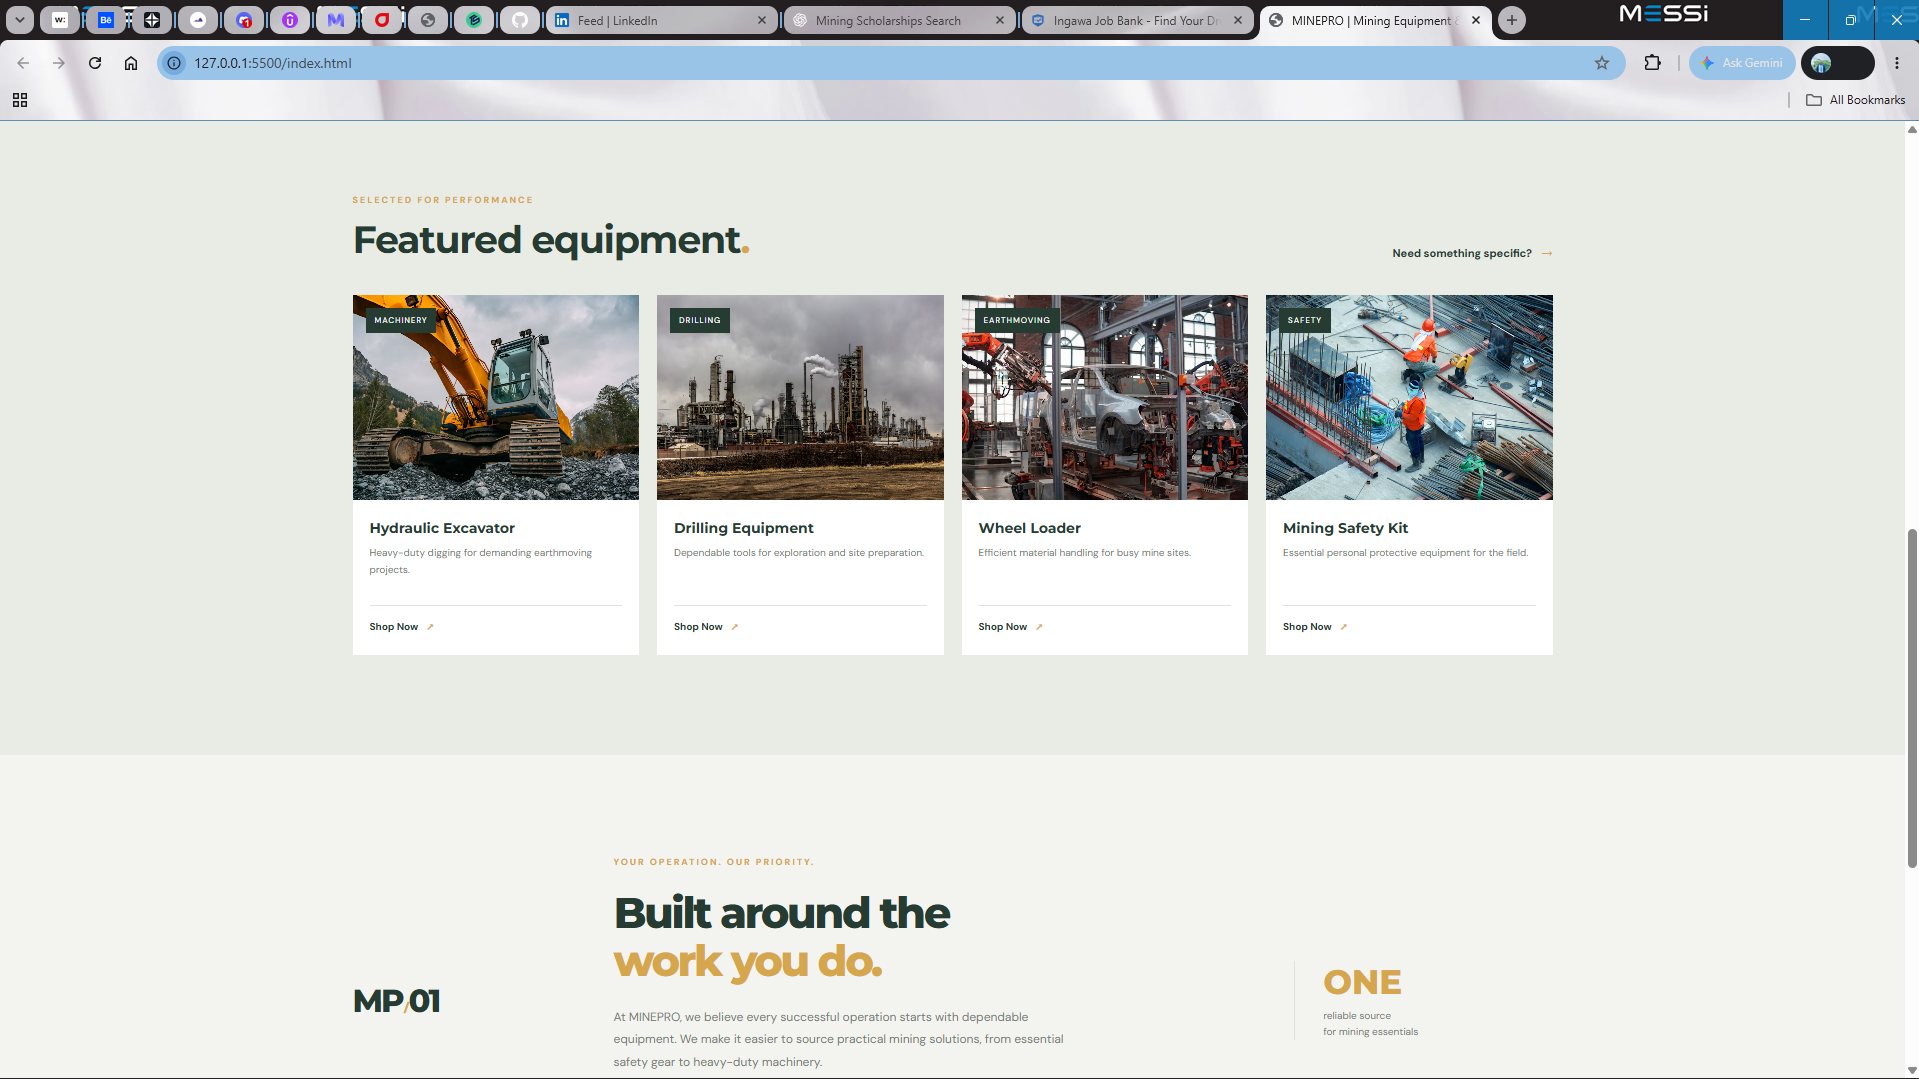 Feed | LinkedIn
Mining Scholarships Search
Ingawa Job Bank - Find Your Dr
MINEPRO | Mining Equipment &
MESSi
127.0.0.1:5500/index.html
Ask Gemini
All Bookmarks
SELECTED FOR PERFORMANCE
Featured equipment.
Need something specific? →
MACHINERY
DRILLING
EARTHMOVING
SAFETY
Hydraulic Excavator
Heavy-duty digging for demanding earthmoving
projects.
Shop Now ↗
Drilling Equipment
Dependable tools for exploration and site preparation.
Shop Now ↗
Wheel Loader
Efficient material handling for busy mine sites.
Shop Now ↗
Mining Safety Kit
Essential personal protective equipment for the field.
Shop Now ↗
YOUR OPERATION. OUR PRIORITY.
Built around the
work you do.
MP/01
At MINEPRO, we believe every successful operation starts with dependable
equipment. We make it easier to source practical mining solutions, from essential
safety gear to heavy-duty machinery.
ONE
reliable source
for mining essentials